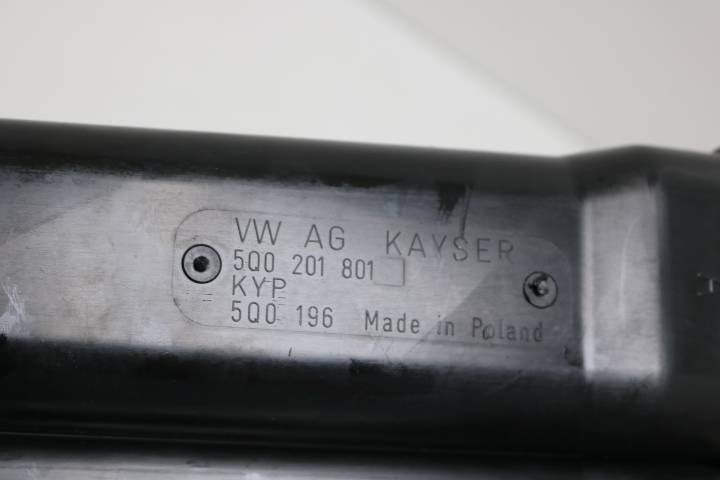 VW AG KAYSER
5Q0 201 801
KYP
5Q0 196 Made in Poland